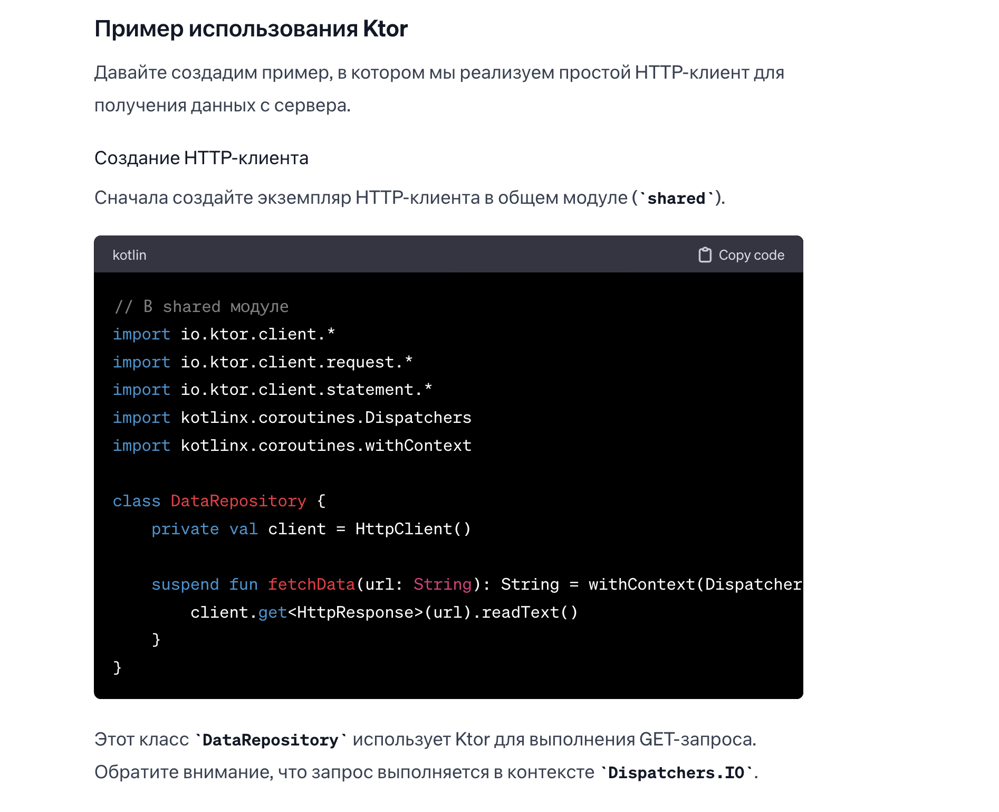 Пример использования Ktor
Давайте создадим пример, в котором мы реализуем простой HTTP-клиент для
получения данных с сервера.
Создание HTTP-клиента
Сначала создайте экземпляр HTTP-клиента в общем модуле (`shared`).
kotlin Copy code
// В shared модуле
import io.ktor.client.*
import io.ktor.client.request.*
import io.ktor.client.statement.*
import kotlinx.coroutines.Dispatchers
import kotlinx.coroutines.withContext
class DataRepository {
    private val client = HttpClient()
    suspend fun fetchData(url: String): String = withContext(Dispatcher
        client.get<HttpResponse>(url).readText()
    }
}
Этот класс `DataRepository` использует Ktor для выполнения GET-запроса.
Обратите внимание, что запрос выполняется в контексте `Dispatchers.IO`.